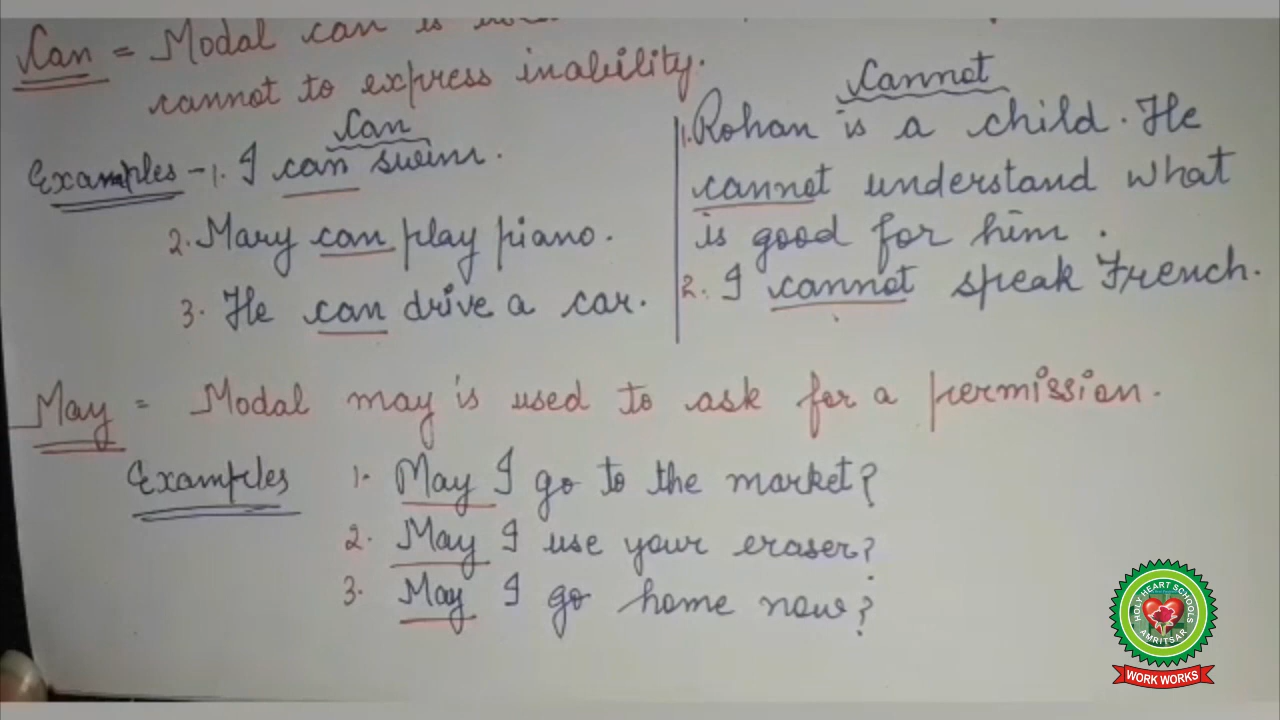 Can = Modal can is
cannot to express inability.
Can
Examples - 1. I can swim.
2. Mary can play piano.
3. He can drive a car.
Cannot
1. Rohan is a child. He
cannot understand what
is good for him.
2. I cannot speak French.
May = Modal may is used to ask for a permission.
Examples 1. May I go to the market?
2. May I use your eraser?
3. May I go home now?
HOLY HEART SCHOOLS
AMRITSAR
WORK WORKS